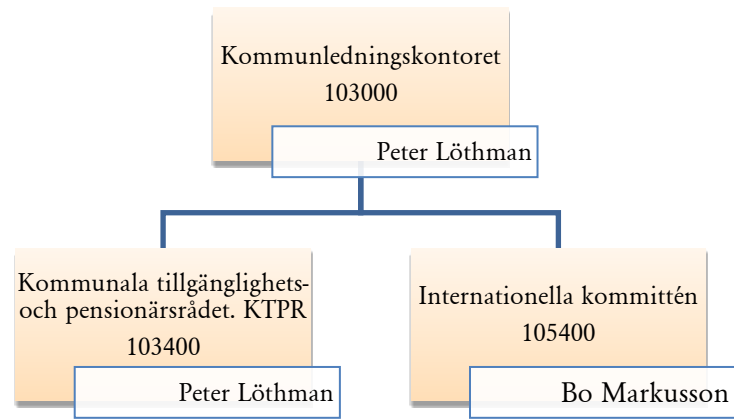 Kommunledningskontoret
103000
Peter Löthman
Kommunala tillgänglighets-
och pensionärsrådet. KTPR
103400
Peter Löthman
Internationella kommittén
105400
Bo Markusson